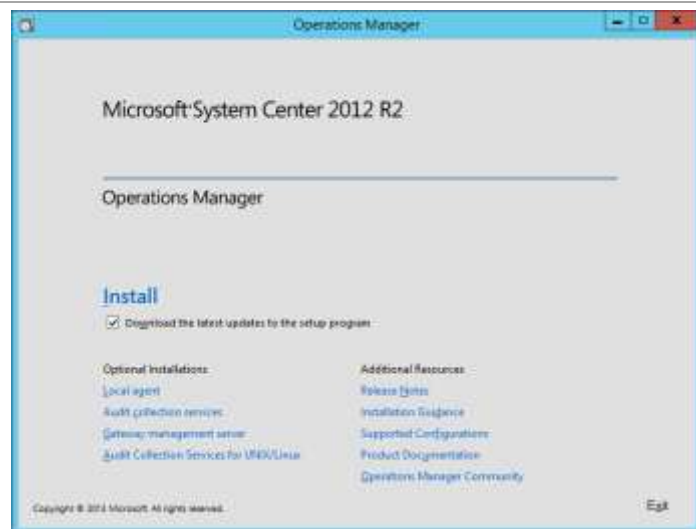 Operations Manager
Microsoft System Center 2012 R2
Operations Manager
Install
Download the latest updates to the setup program
Optional Installations
Local agent
Audit collection services
Gateway management server
Audit Collection Services for UNIX/Linux
Additional Resources
Release Notes
Installation Guidance
Supported Configurations
Product Documentation
Operations Manager Community
Copyright © 2013 Microsoft. All rights reserved.
Exit